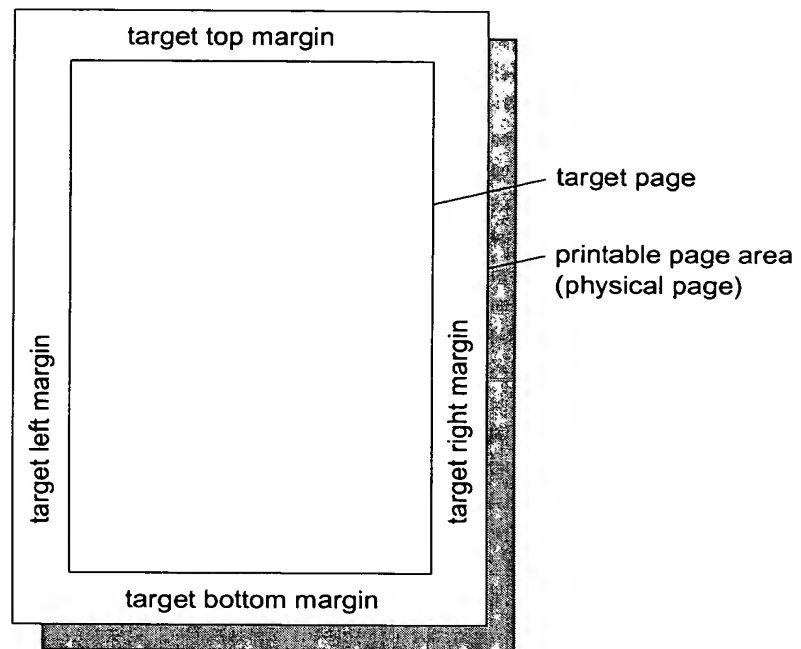 target top margin
target page
printable page area
(physical page)
target left margin
target right margin
target bottom margin